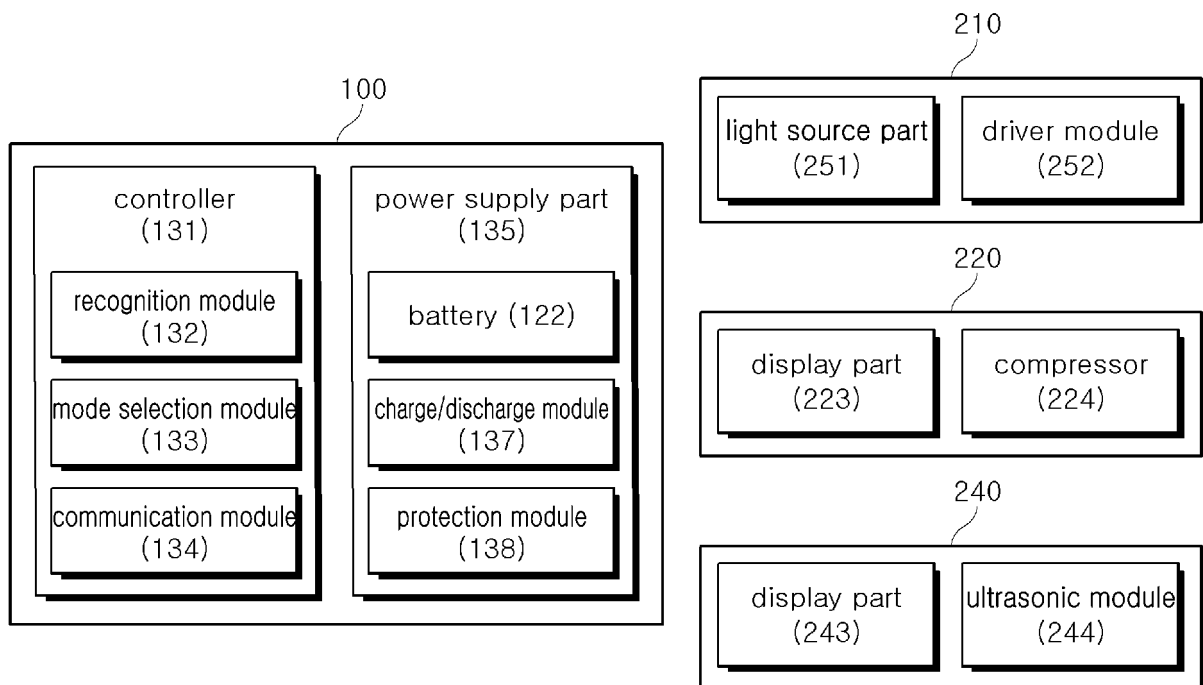 100
controller
(131)
recognition module
(132)
mode selection module
(133)
communication module
(134)
power supply part
(135)
battery (122)
charge/discharge module
(137)
protection module
(138)
210
light source part
(251)
driver module
(252)
220
display part
(223)
compressor
(224)
240
display part
(243)
ultrasonic module
(244)